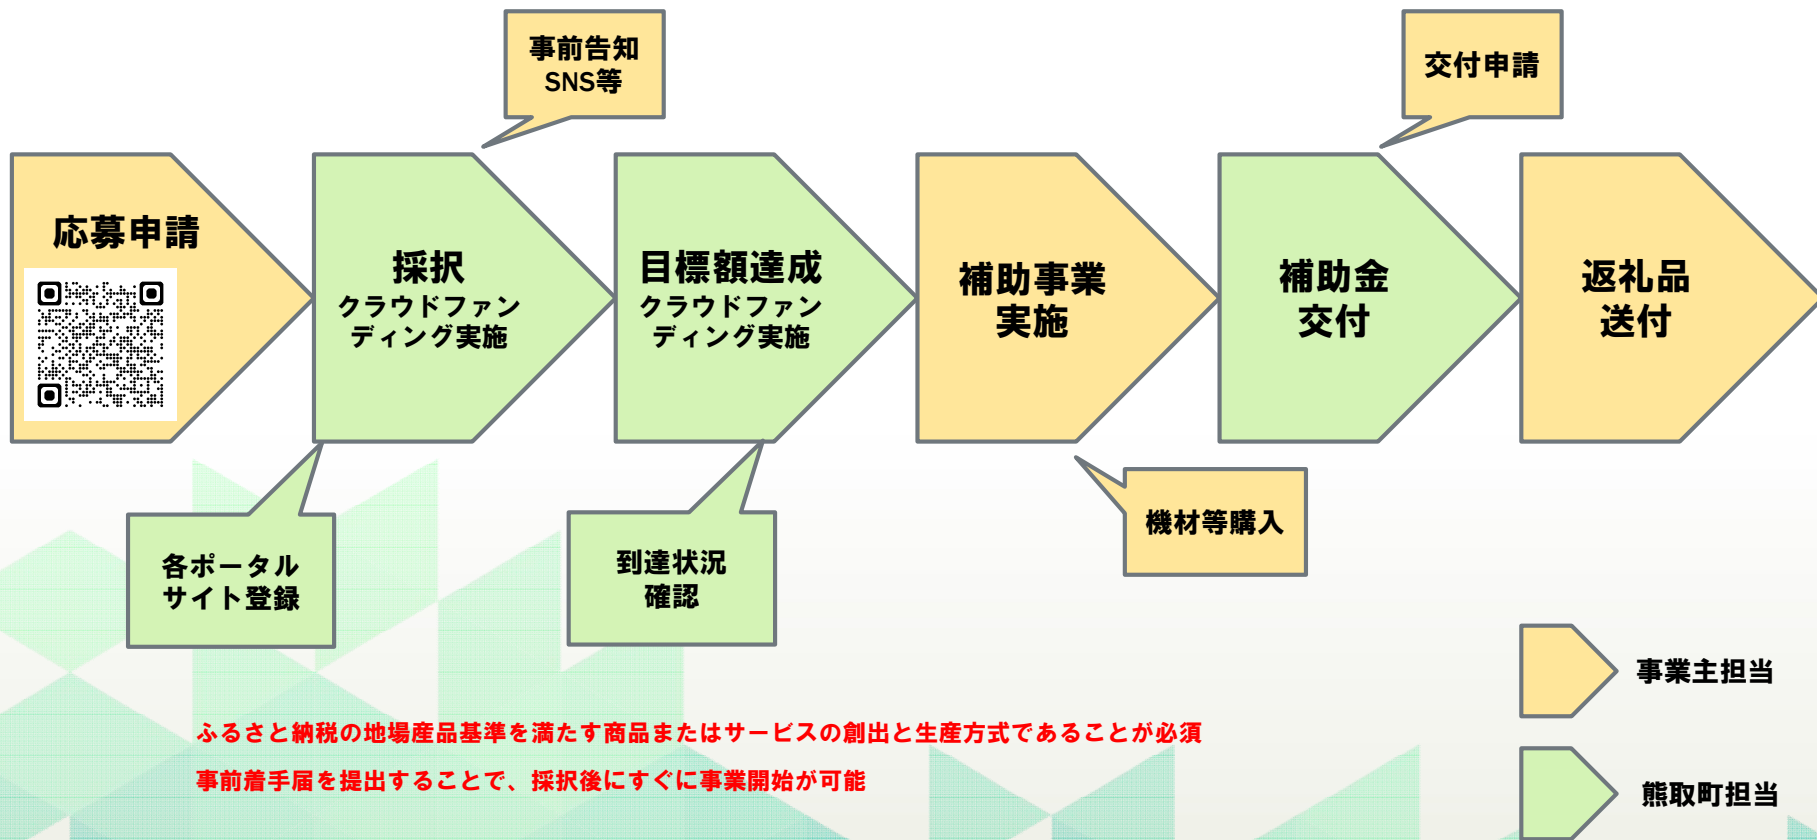 事前告知
SNS等
交付申請
応募申請
採択
クラウドファン
ディング実施
目標額達成
クラウドファン
ディング実施
補助事業
実施
補助金
交付
返礼品
送付
各ポータル
サイト登録
到達状況
確認
機材等購入
事業主担当
ふるさと納税の地場産品基準を満たす商品またはサービスの創出と生産方式であることが必須
事前着手届を提出することで、採択後にすぐに事業開始が可能
熊取町担当